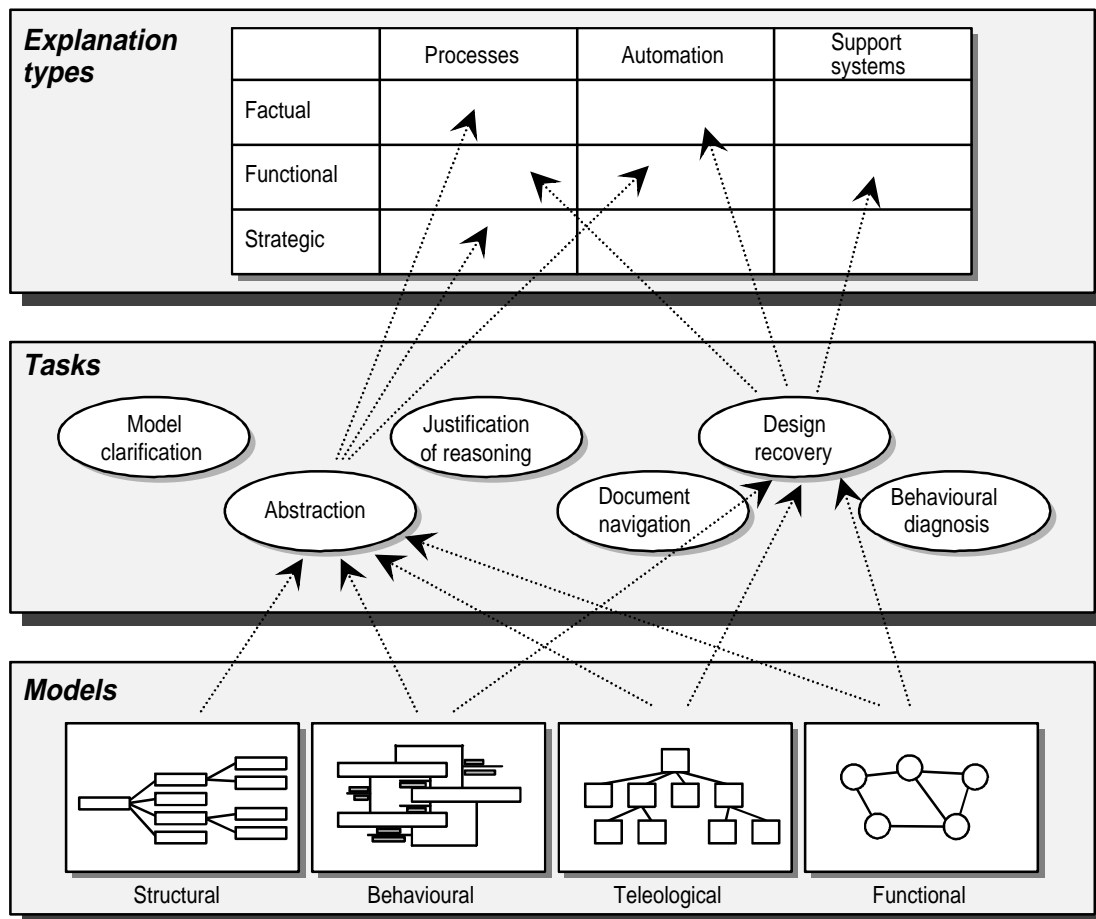 Explanation
types
Processes
Automation
Support
systems
Factual
Functional
Strategic
Tasks
Model
clarification
Justification
of reasoning
Design
recovery
Abstraction
Document
navigation
Behavioural
diagnosis
Models
Structural
Behavioural
Teleological
Functional